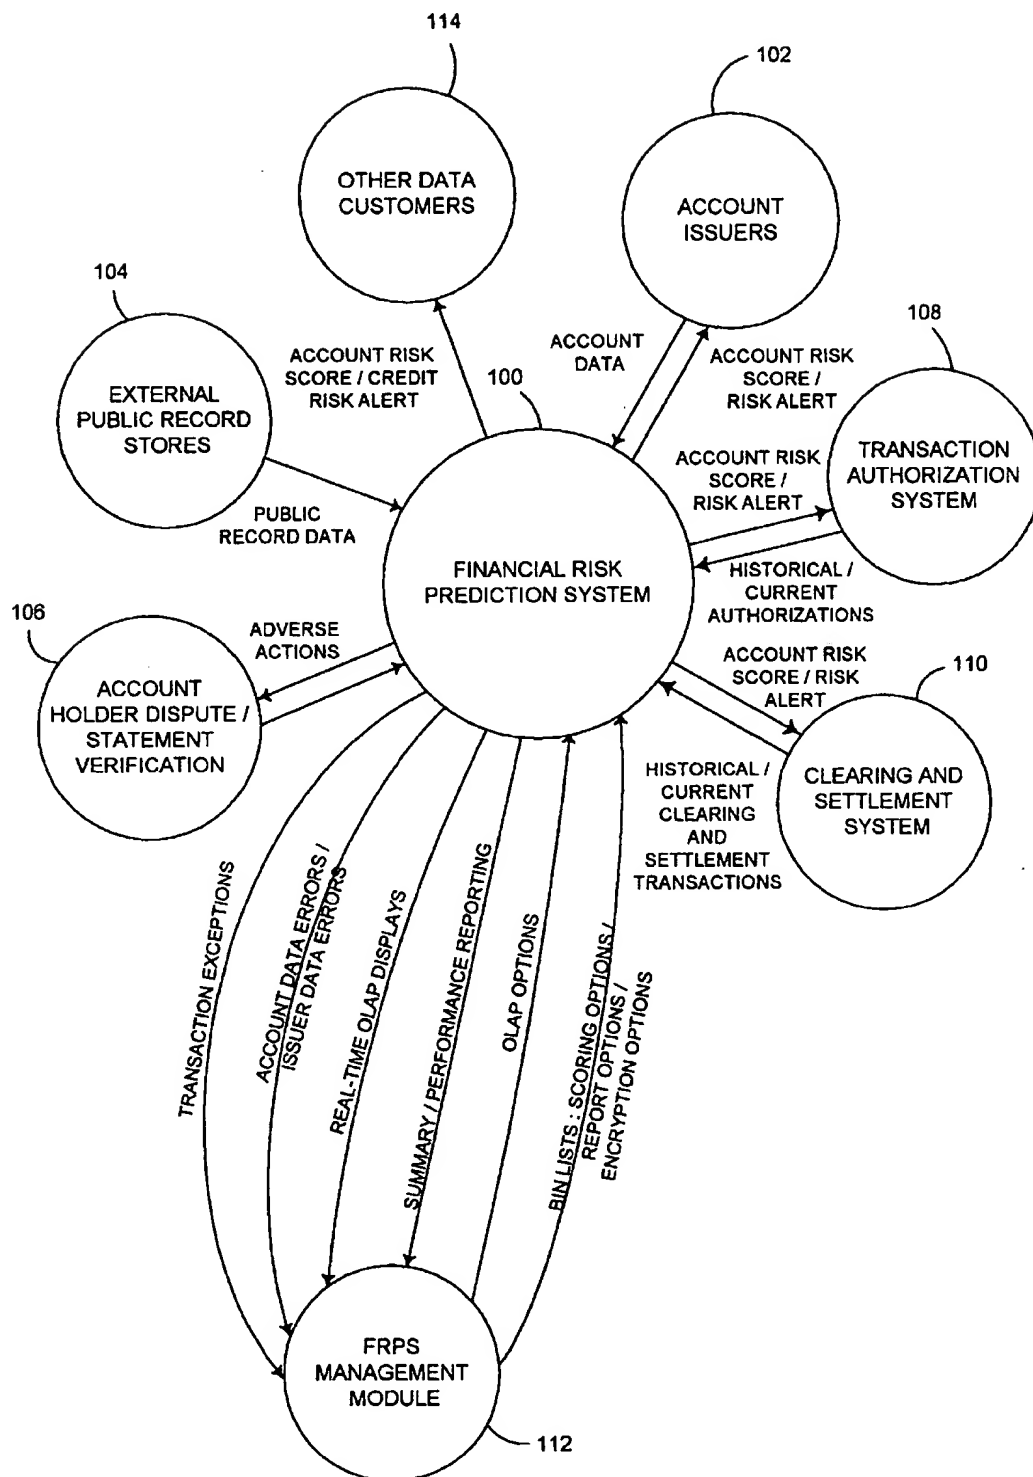 114
102
OTHER DATA
CUSTOMERS
ACCOUNT
ISSUERS
104
108
EXTERNAL
PUBLIC RECORD
STORES
ACCOUNT RISK
SCORE / CREDIT
RISK ALERT
100
ACCOUNT
DATA
ACCOUNT RISK
SCORE /
RISK ALERT
TRANSACTION
AUTHORIZATION
SYSTEM
ACCOUNT RISK
SCORE /
RISK ALERT
PUBLIC
RECORD DATA
FINANCIAL RISK
PREDICTION SYSTEM
HISTORICAL /
CURRENT
AUTHORIZATIONS
106
ADVERSE
ACTIONS
ACCOUNT
HOLDER DISPUTE /
STATEMENT
VERIFICATION
ACCOUNT RISK
SCORE / RISK
ALERT
110
HISTORICAL /
CURRENT
CLEARING
AND
SETTLEMENT
TRANSACTIONS
CLEARING AND
SETTLEMENT
SYSTEM
TRANSACTION EXCEPTIONS
ACCOUNT DATA ERRORS /
ISSUER DATA ERRORS
REAL-TIME OLAP DISPLAYS
SUMMARY / PERFORMANCE REPORTING
OLAP OPTIONS
BIN LISTS : SCORING OPTIONS /
REPORT OPTIONS /
ENCRYPTION OPTIONS
FRPS
MANAGEMENT
MODULE
112